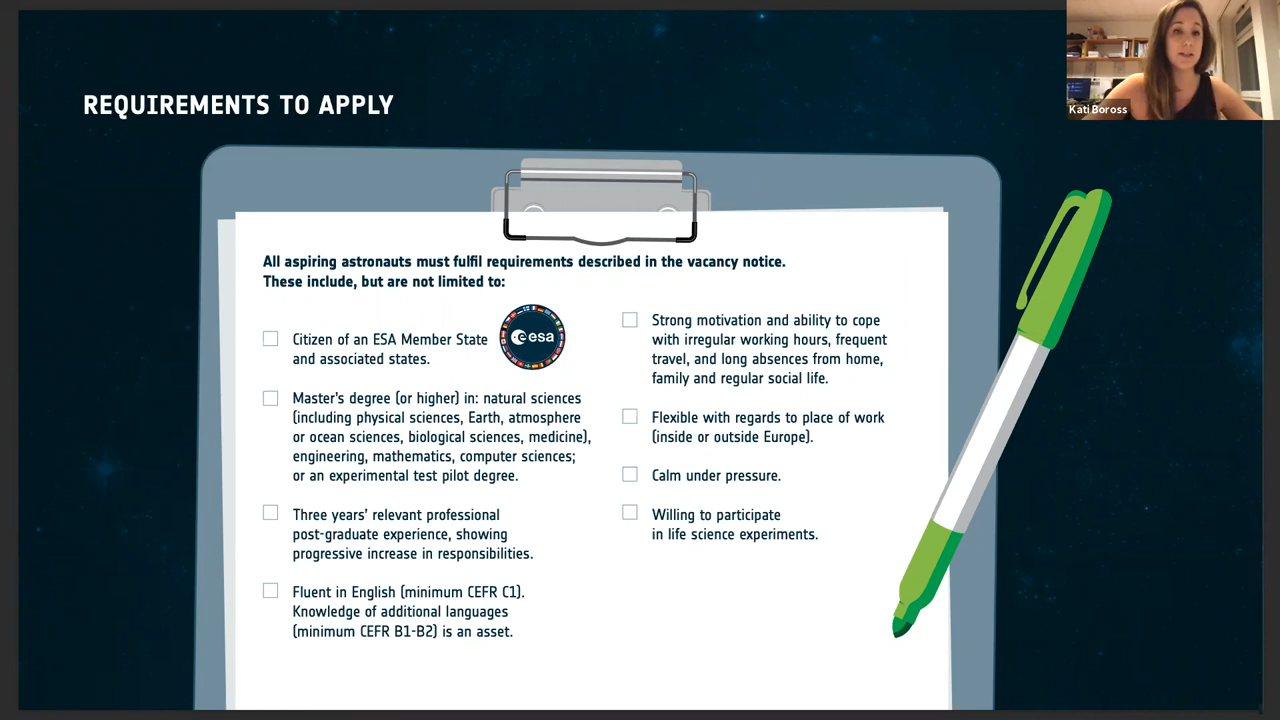 REQUIREMENTS TO APPLY
Kati Boross
All aspiring astronauts must fulfil requirements described in the vacancy notice.
These include, but are not limited to:
Citizen of an ESA Member State
and associated states.
esa
Master's degree (or higher) in: natural sciences
(including physical sciences, Earth, atmosphere
or ocean sciences, biological sciences, medicine),
engineering, mathematics, computer sciences;
or an experimental test pilot degree.
Three years' relevant professional
post-graduate experience, showing
progressive increase in responsibilities.
Fluent in English (minimum CEFR C1).
Knowledge of additional languages
(minimum CEFR B1-B2) is an asset.
Strong motivation and ability to cope
with irregular working hours, frequent
travel, and long absences from home,
family and regular social life.
Flexible with regards to place of work
(inside or outside Europe).
Calm under pressure.
Willing to participate
in life science experiments.